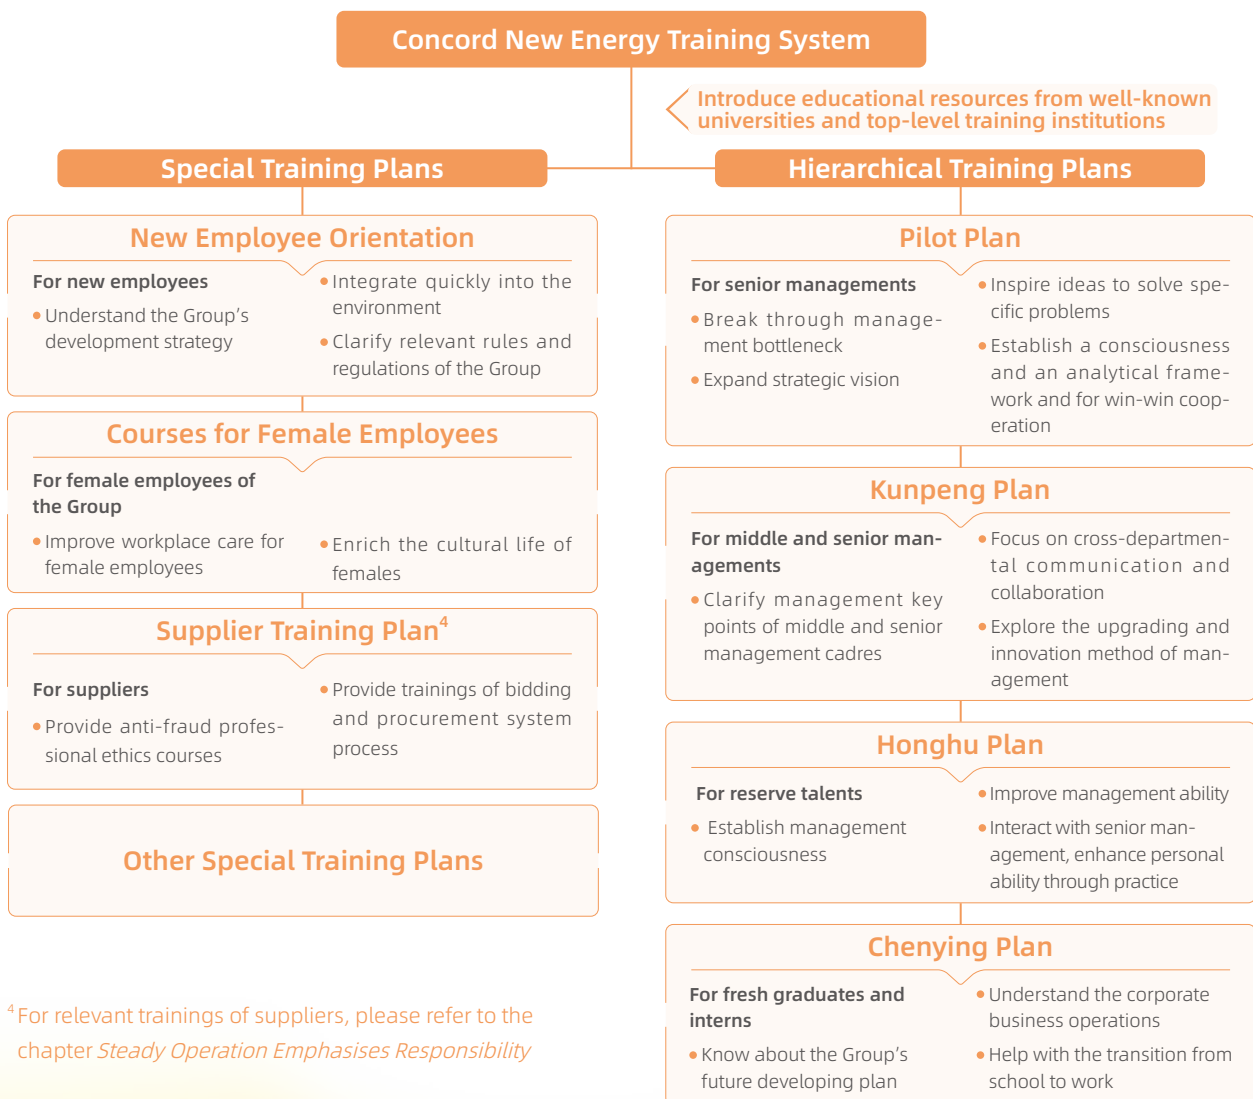 Concord New Energy Training System
Introduce educational resources from well-known
universities and top-level training institutions
Special Training Plans
New Employee Orientation
For new employees
• Understand the Group's
development strategy
• Integrate quickly into the
environment
• Clarify relevant rules and
regulations of the Group
Courses for Female Employees
For female employees of
the Group
• Improve workplace care for
female employees
• Enrich the cultural life of
females
Supplier Training Plan⁴
For suppliers
• Provide anti-fraud profes-
sional ethics courses
• Provide trainings of bidding
and procurement system
process
Other Special Training Plans
Hierarchical Training Plans
Pilot Plan
For senior managements
• Break through manage-
ment bottleneck
• Expand strategic vision
• Inspire ideas to solve spe-
cific problems
• Establish a consciousness
and an analytical frame-
work and for win-win coop-
eration
Kunpeng Plan
For middle and senior man-
agements
• Clarify management key
points of middle and senior
management cadres
• Focus on cross-departmen-
tal communication and
collaboration
• Explore the upgrading and
innovation method of man-
agement
Honghu Plan
For reserve talents
• Establish management
consciousness
• Improve management ability
• Interact with senior man-
agement, enhance personal
ability through practice
Chenying Plan
For fresh graduates and
interns
• Know about the Group's
future developing plan
• Understand the corporate
business operations
• Help with the transition from
school to work
⁴ For relevant trainings of suppliers, please refer to the
chapter Steady Operation Emphasises Responsibility